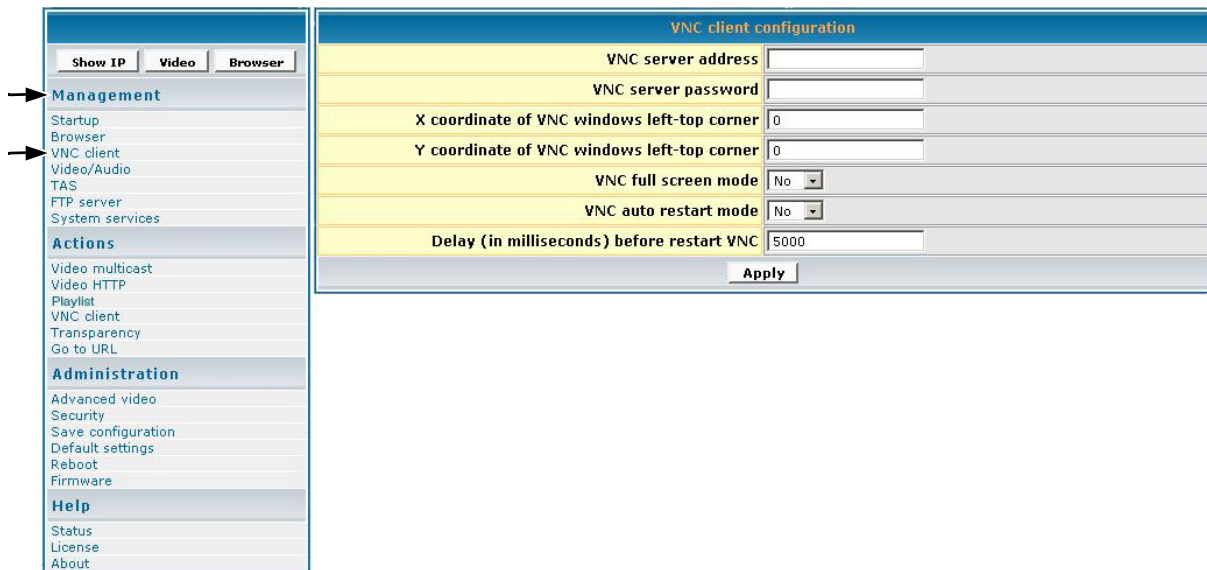 Show IP Video Browser
Management
Startup
Browser
VNC client
Video/Audio
TAS
FTP server
System services
Actions
Video multicast
Video HTTP
Playlist
VNC client
Transparency
Go to URL
Administration
Advanced video
Security
Save configuration
Default settings
Reboot
Firmware
Help
Status
License
About
VNC client configuration
VNC server address
VNC server password
X coordinate of VNC windows left-top corner 0
Y coordinate of VNC windows left-top corner 0
VNC full screen mode No
VNC auto restart mode No
Delay (in milliseconds) before restart VNC 5000
Apply